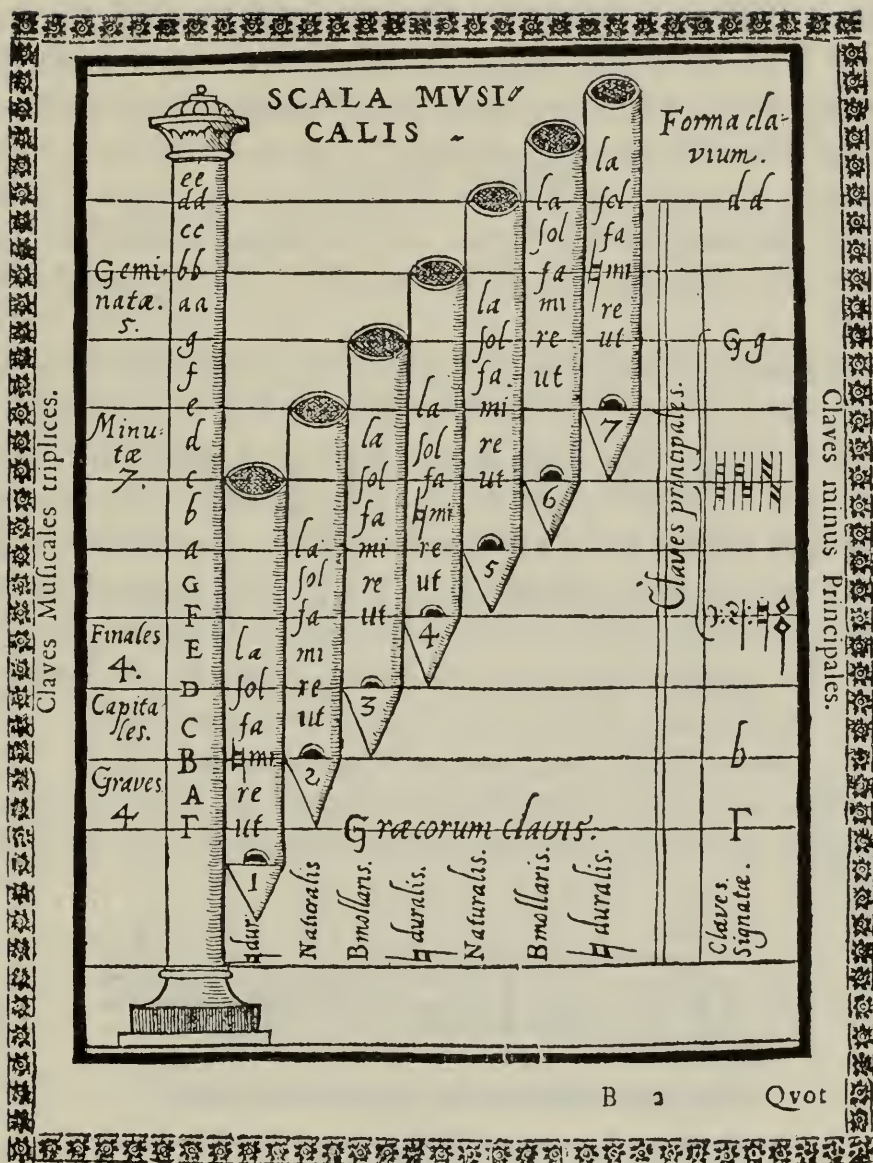 SCALA MVSI
CALIS
Forma cla-
vium.
ee
dd
cc
bb
aa
g
f
e
d
c
b
a
G
F
E
D
C
B
A
Γ
Gemi-
natæ.
5.
Minu-
tæ
7.
Finales
4.
Capita-
les.
Graves
4
la
ſol
fa
♮mi
re
ut
1
la
ſol
fa
mi
re
ut
2
la
ſol
fa
mi
re
ut
3
la
ſol
fa
♮mi
re
ut
4
la
ſol
fa
mi
re
ut
5
la
ſol
fa
mi
re
ut
6
la
ſol
fa
♮mi
re
ut
7
dd
Gg
b
Γ
Græcorum clavis.
♮dur
Naturalis
Bmollaris.
♮duralis.
Naturalis.
Bmollaris.
♮duralis.
Claves principales.
Claves
Signatæ.
Claves Muſicales triplices.
Claves minus Principales.
B 2
Qvot